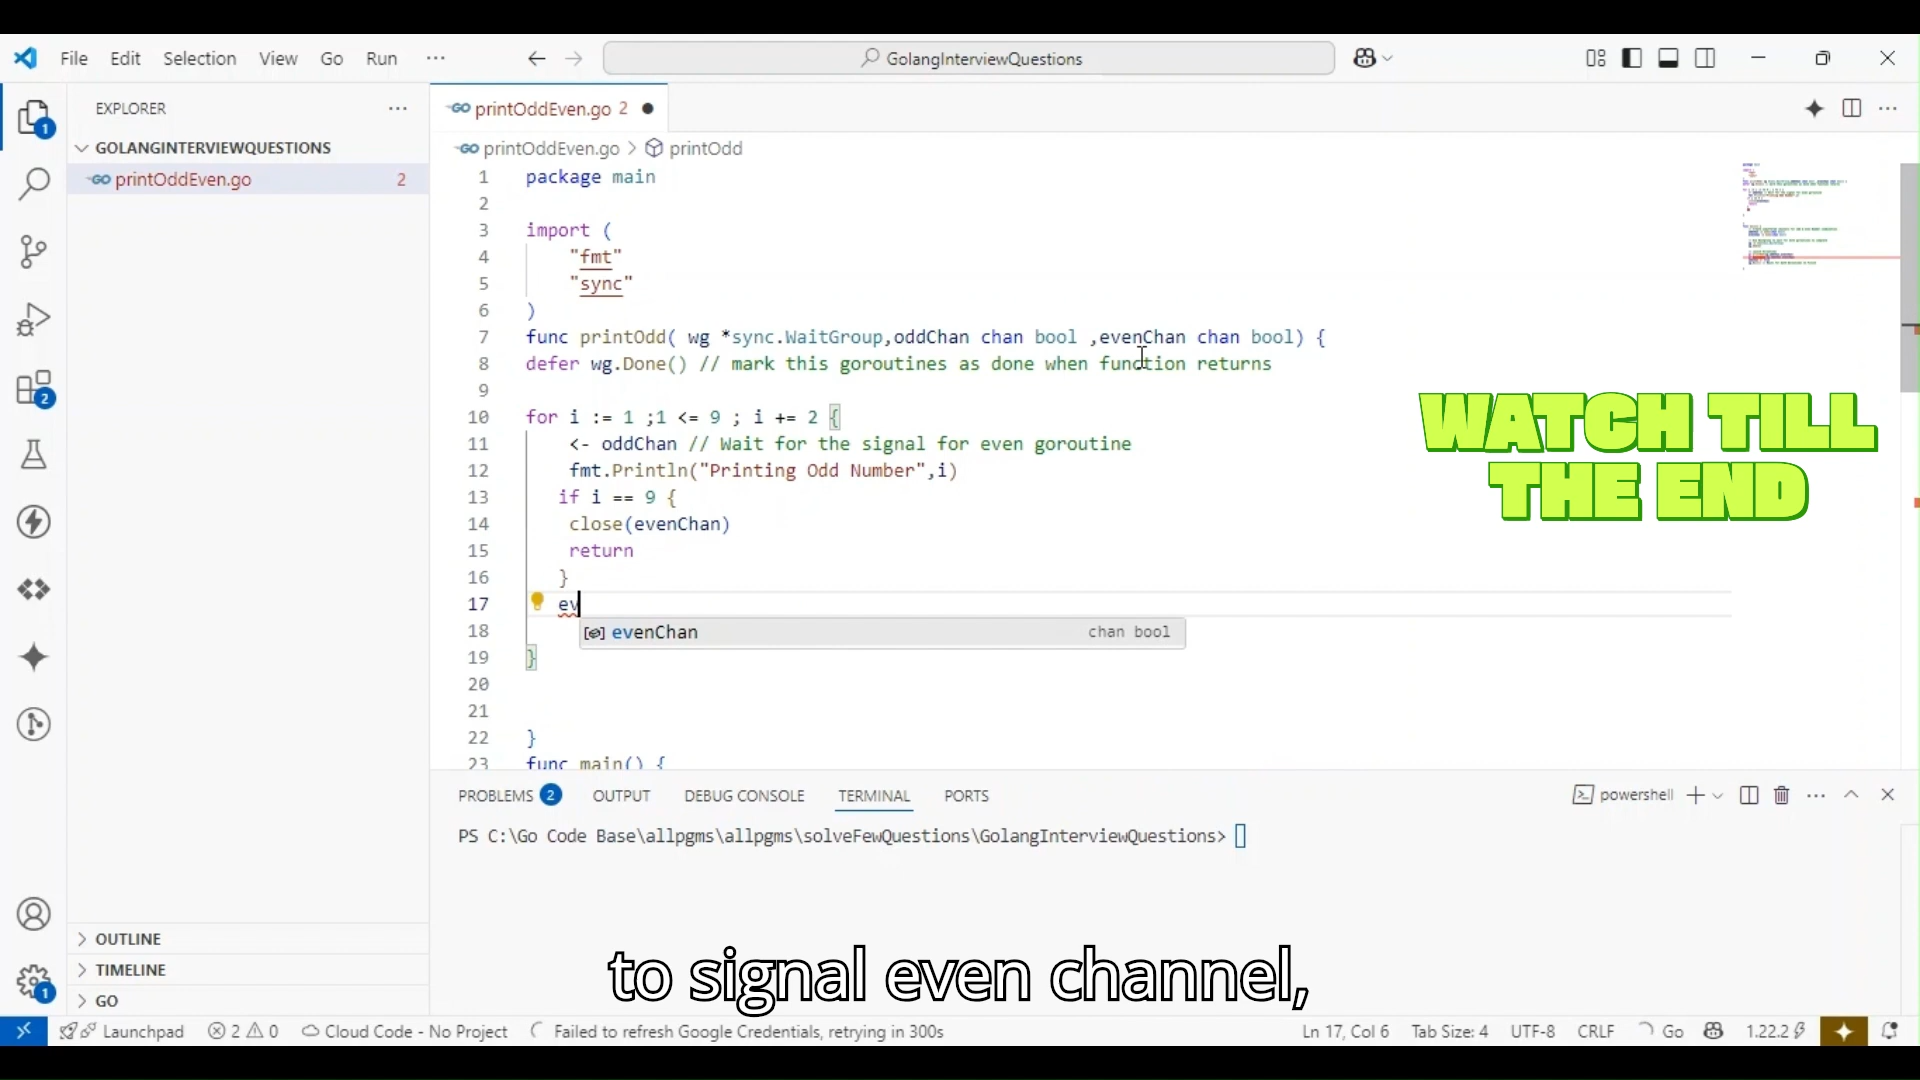 File Edit Selection View Go Run ···
GolangInterviewQuestions
EXPLORER
GOLANGINTERVIEWQUESTIONS
GO printOddEven.go 2
GO printOddEven.go 2
GO printOddEven.go > printOdd
1 package main
2
3 import (
4 "fmt"
5 "sync"
6 )
7 func printOdd( wg *sync.WaitGroup,oddChan chan bool ,evenChan chan bool) {
8 defer wg.Done() // mark this goroutines as done when function returns
9
10 for i := 1 ;1 <= 9 ; i += 2 {
11 <- oddChan // Wait for the signal for even goroutine
12 fmt.Println("Printing Odd Number",i)
13 if i == 9 {
14 close(evenChan)
15 return
16 }
17 ev
evenChan chan bool
18
19 }
20
21
22 }
23 func main() {
WATCH TILL
THE END
PROBLEMS 2 OUTPUT DEBUG CONSOLE TERMINAL PORTS
powershell
PS C:\Go Code Base\allpgms\allpgms\solveFewQuestions\GolangInterviewQuestions>
1
2
1
OUTLINE
TIMELINE
GO
to signal even channel,
Launchpad 2 0 Cloud Code - No Project Failed to refresh Google Credentials, retrying in 300s
Ln 17, Col 6 Tab Size: 4 UTF-8 CRLF Go 1.22.2